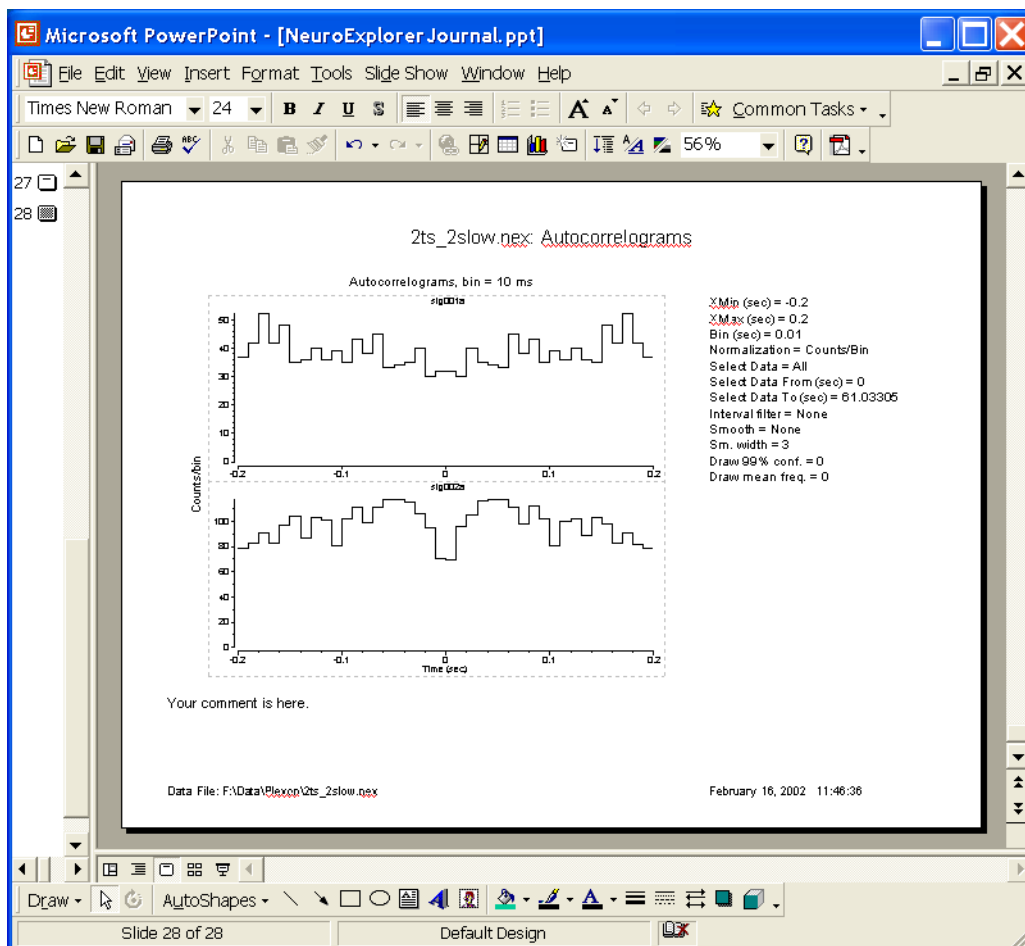 Microsoft PowerPoint - [NeuroExplorerJournal.ppt]
File Edit View Insert Format Tools Slide Show Window Help
Times New Roman 24 B I U S A A Common Tasks
56%
27
28
2ts_2slow.nex: Autocorrelograms
Autocorrelograms, bin = 10 ms
sig001a
50
40
30
20
10
0
-0.2 -0.1 0 0.1 0.2
Counts/bin
sig002a
100
80
60
40
20
0
-0.2 -0.1 0 0.1 0.2
Time (sec)
XMin (sec) = -0.2
XMax (sec) = 0.2
Bin (sec) = 0.01
Normalization = Counts/Bin
Select Data = All
Select Data From (sec) = 0
Select Data To (sec) = 61.03305
Interval filter = None
Smooth = None
Sm. width = 3
Draw 99% conf. = 0
Draw mean freq. = 0
Your comment is here.
Data File: F:\Data\Plexon\2ts_2slow.nex
February 16, 2002 11:46:36
Draw AutoShapes A
Slide 28 of 28
Default Design